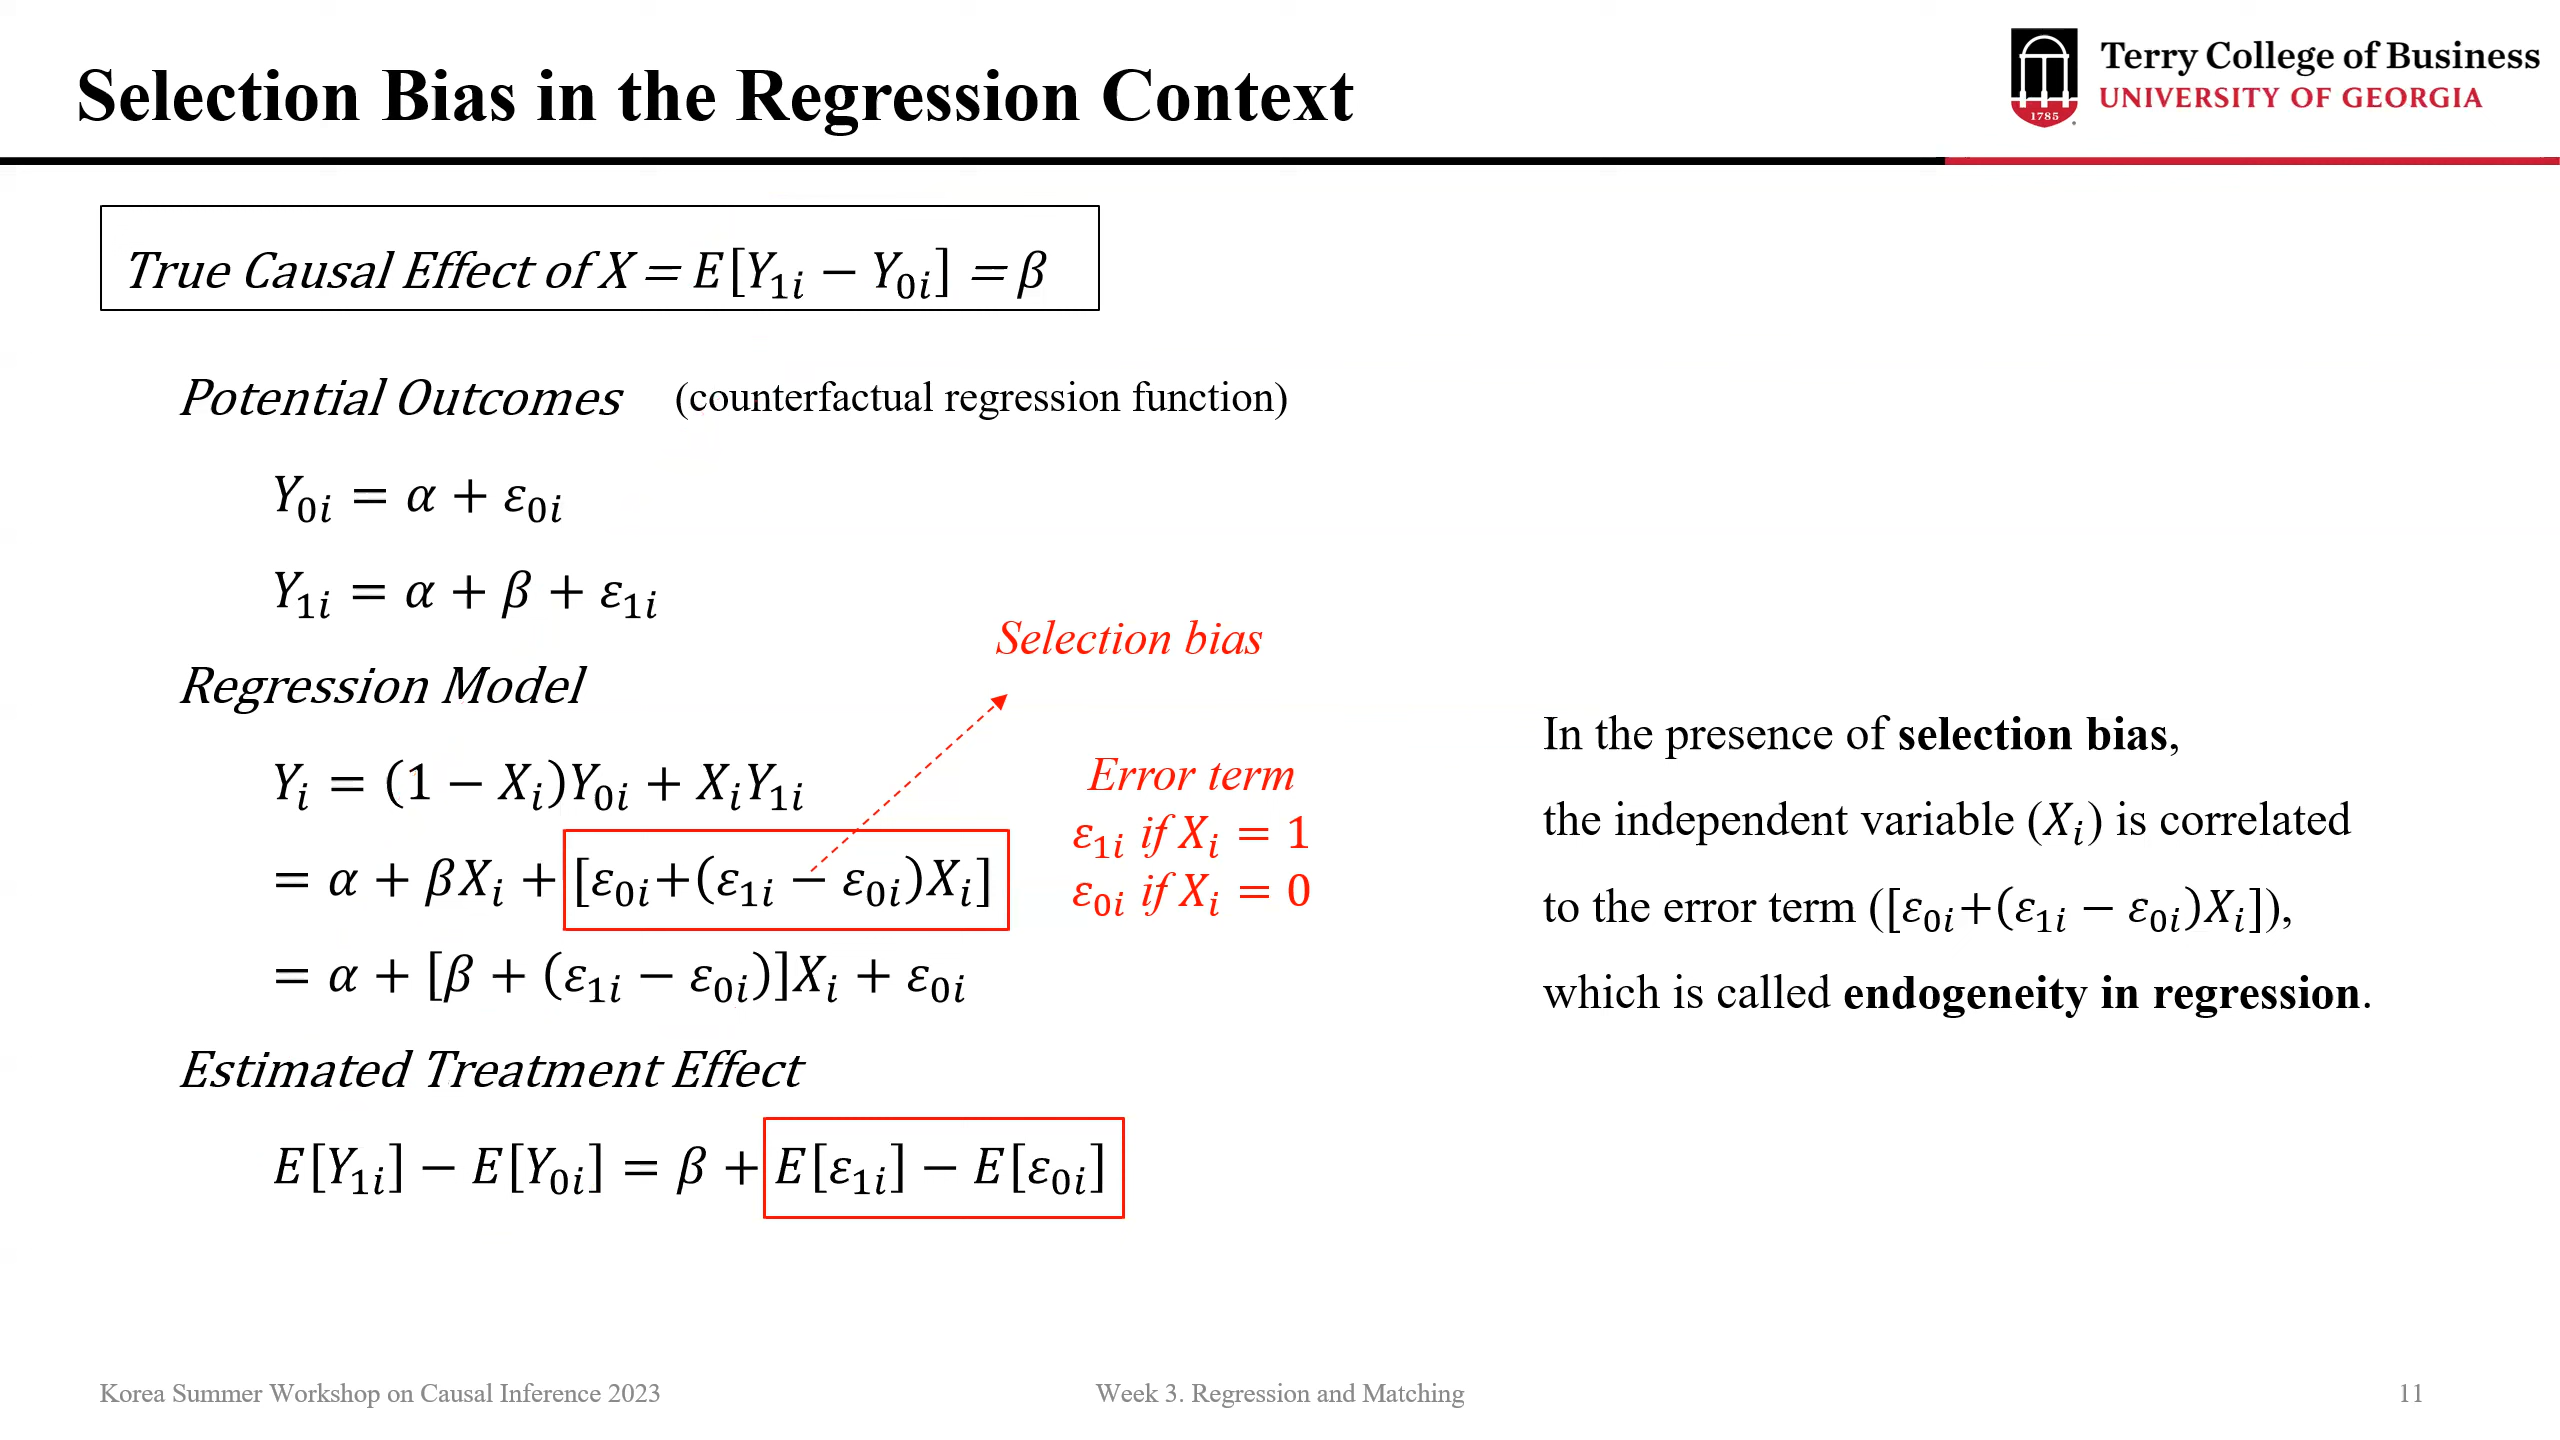 Selection Bias in the Regression Context
Terry College of Business
UNIVERSITY OF GEORGIA
1785
True Causal Effect of X = E[Y₁ᵢ − Y₀ᵢ] = β
Potential Outcomes (counterfactual regression function)
Y₀ᵢ = α + ε₀ᵢ
Y₁ᵢ = α + β + ε₁ᵢ
Selection bias
Regression Model
Yᵢ = (1 − Xᵢ)Y₀ᵢ + XᵢY₁ᵢ
= α + βXᵢ + [ε₀ᵢ+(ε₁ᵢ − ε₀ᵢ)Xᵢ]
= α + [β + (ε₁ᵢ − ε₀ᵢ)]Xᵢ + ε₀ᵢ
Error term
ε₁ᵢ if Xᵢ = 1
ε₀ᵢ if Xᵢ = 0
Estimated Treatment Effect
E[Y₁ᵢ] − E[Y₀ᵢ] = β + E[ε₁ᵢ] − E[ε₀ᵢ]
In the presence of selection bias,
the independent variable (Xᵢ) is correlated
to the error term ([ε₀ᵢ+(ε₁ᵢ − ε₀ᵢ)Xᵢ]),
which is called endogeneity in regression.
Korea Summer Workshop on Causal Inference 2023
Week 3. Regression and Matching
11